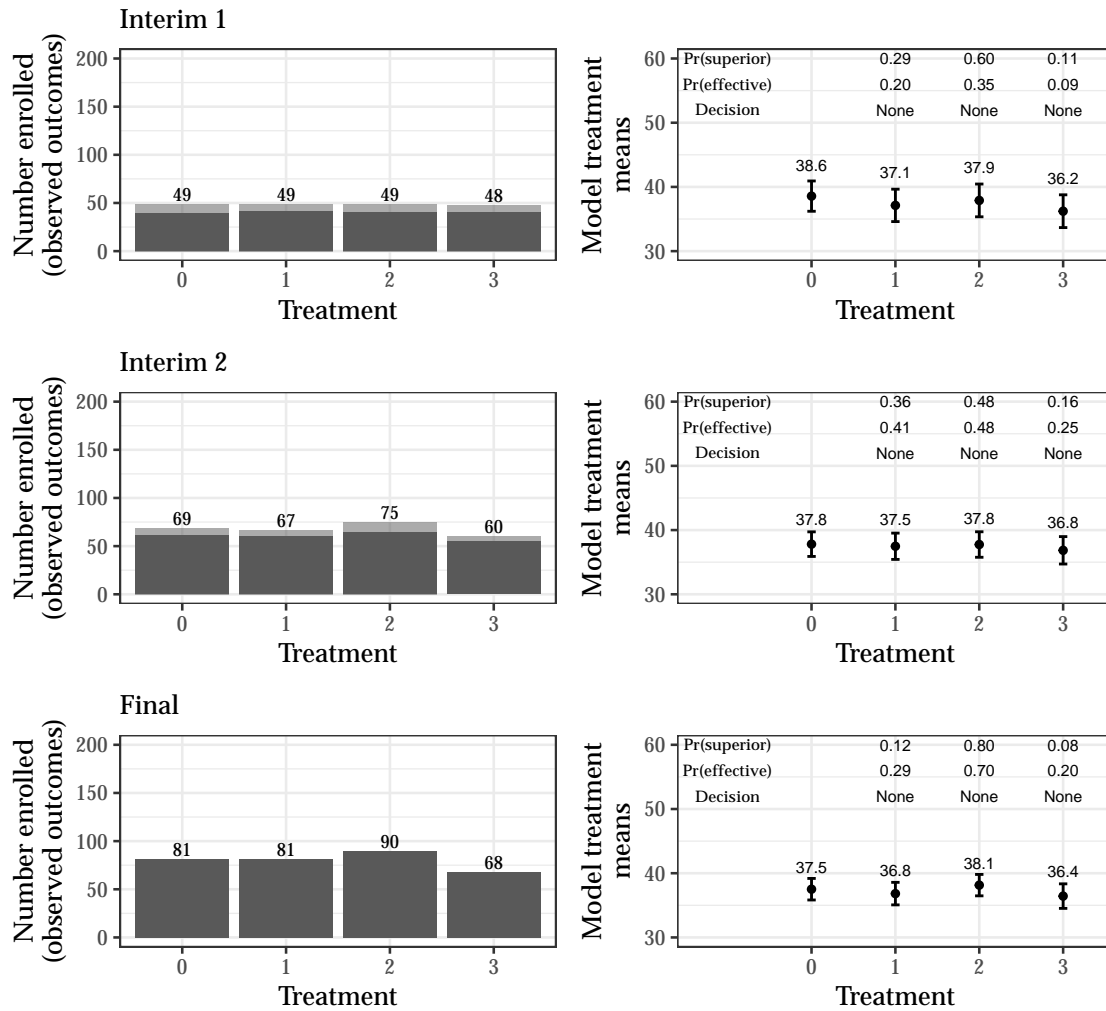 Interim 1
Number enrolled
(observed outcomes)
200
150
100
50
0
49 49 49 48
0 1 2 3
Treatment
Model treatment
means
60
50
40
30
Pr(superior) 0.29 0.60 0.11
Pr(effective) 0.20 0.35 0.09
Decision None None None
38.6 37.1 37.9 36.2
0 1 2 3
Treatment
Interim 2
Number enrolled
(observed outcomes)
200
150
100
50
0
69 67 75 60
0 1 2 3
Treatment
Model treatment
means
60
50
40
30
Pr(superior) 0.36 0.48 0.16
Pr(effective) 0.41 0.48 0.25
Decision None None None
37.8 37.5 37.8 36.8
0 1 2 3
Treatment
Final
Number enrolled
(observed outcomes)
200
150
100
50
0
81 81 90 68
0 1 2 3
Treatment
Model treatment
means
60
50
40
30
Pr(superior) 0.12 0.80 0.08
Pr(effective) 0.29 0.70 0.20
Decision None None None
37.5 36.8 38.1 36.4
0 1 2 3
Treatment